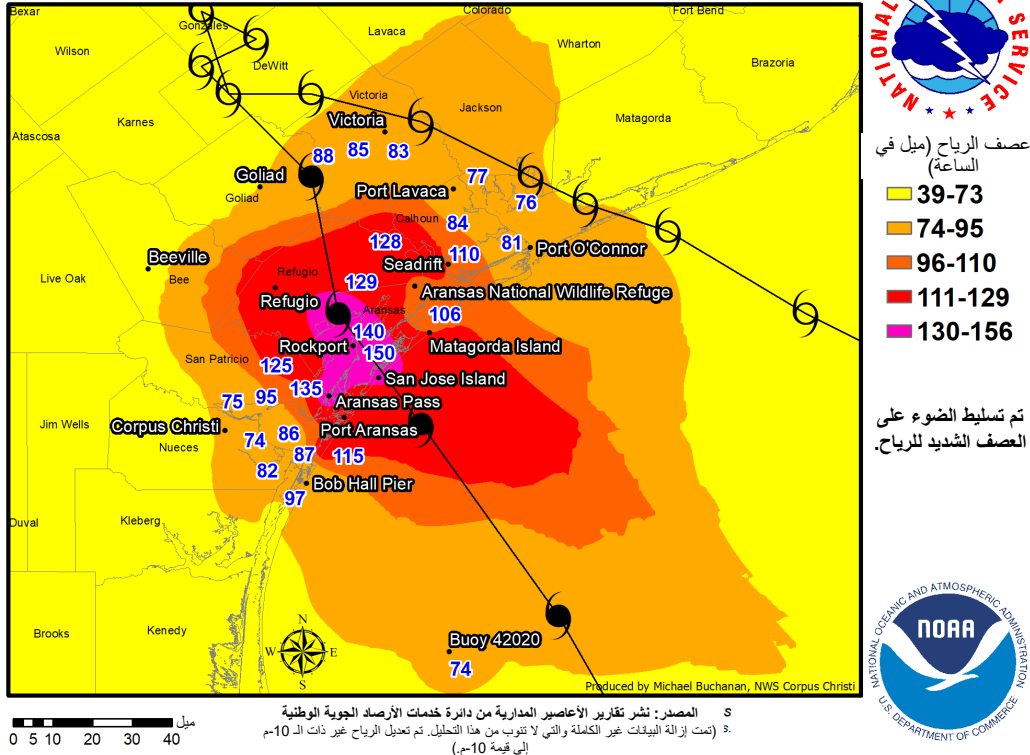 Bexar
Gonzales
Colorado
Fort Bend
Wilson
Lavaca
Wharton
DeWitt
Brazoria
Victoria
Jackson
Karnes
Matagorda
Victoria
Atascosa
88
85
83
Goliad
77
Port Lavaca
Goliad
76
Calhoun
84
128
81
Port O'Connor
110
Beeville
Seadrift
Live Oak
Bee
Refugio
129
Aransas National Wildlife Refuge
Refugio
Aransas
106
140
Rockport
150
Matagorda Island
San Patricio
125
San Jose Island
135
95
75
Aransas Pass
Jim Wells
Corpus Christi
74
86
Port Aransas
Nueces
87
115
82
Bob Hall Pier
97
Duval
Kleberg
Brooks
Kenedy
N
W
E
S
Buoy 42020
74
Produced by Michael Buchanan, NWS Corpus Christi
NATIONAL
SERVICE
عصف الرياح (ميل في
الساعة)
39-73
74-95
96-110
111-129
130-156
تم تسليط الضوء على
العصف الشديد للرياح.
NATIONAL OCEANIC AND ATMOSPHERIC ADMINISTRATION
NOAA
U.S. DEPARTMENT OF COMMERCE
ميل
0 5 10 20 30 40
s المصدر: نشر تقارير الأعاصير المدارية من دائرة خدمات الأرصاد الجوية الوطنية
s. (تمت إزالة البيانات غير الكاملة والتي لا تنوب من هذا التحليل. تم تعديل الرياح غير ذات الـ 10-م
إلى قيمة 10-م.)